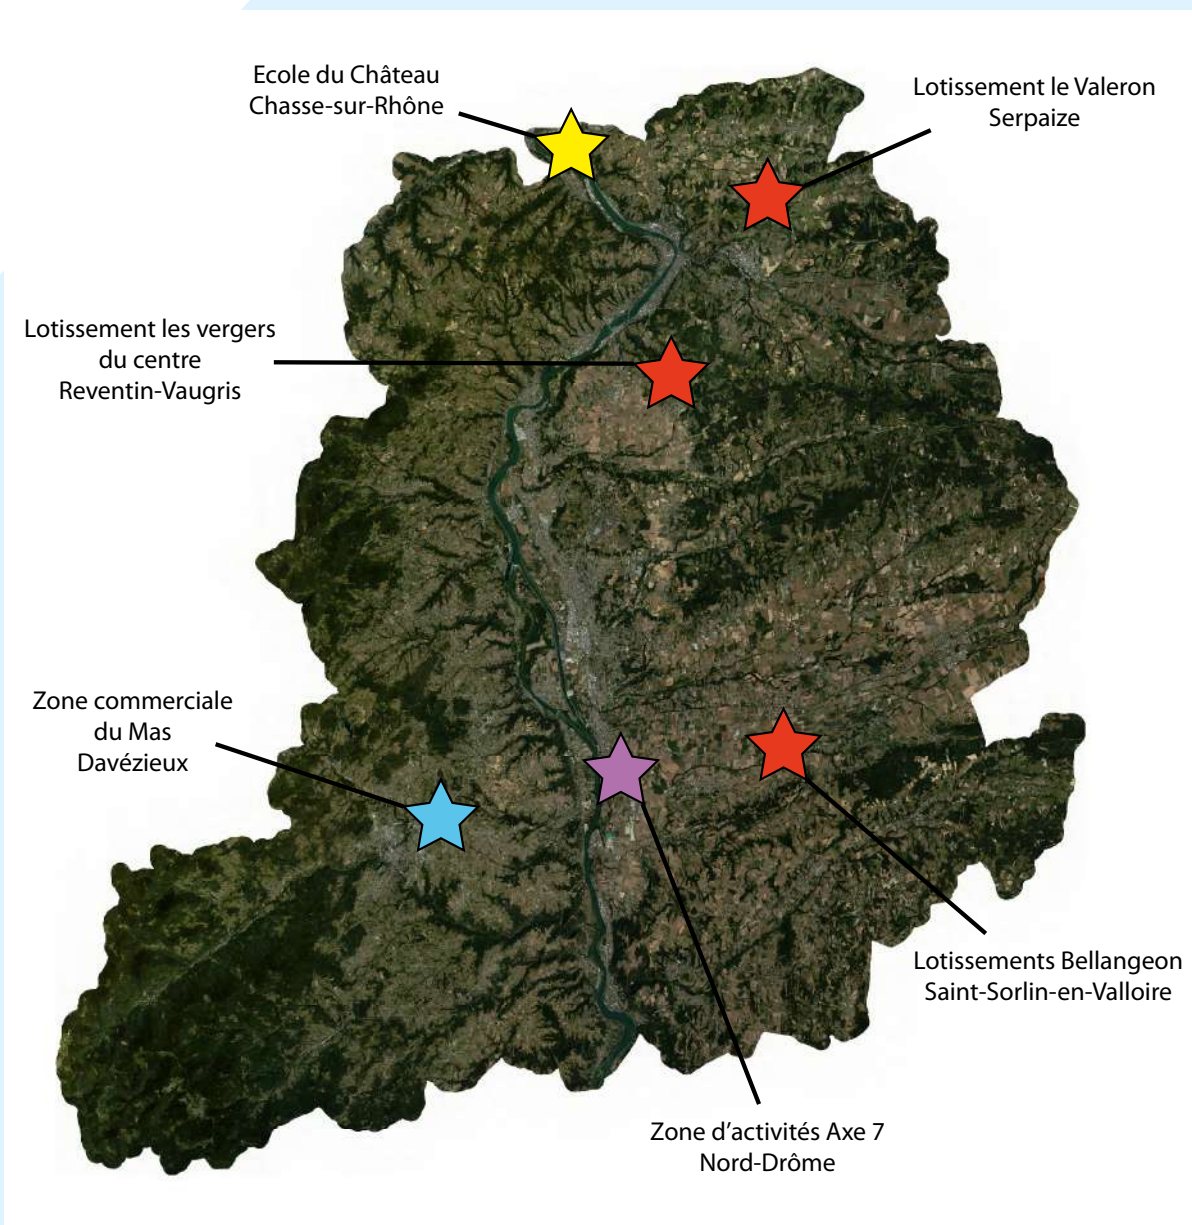 Ecole du Château
Chasse-sur-Rhône
Lotissement le Valeron
Serpaize
Lotissement les vergers
du centre
Reventin-Vaugris
Zone commerciale
du Mas
Davézieux
Lotissements Bellangeon
Saint-Sorlin-en-Valloire
Zone d’activités Axe 7
Nord-Drôme